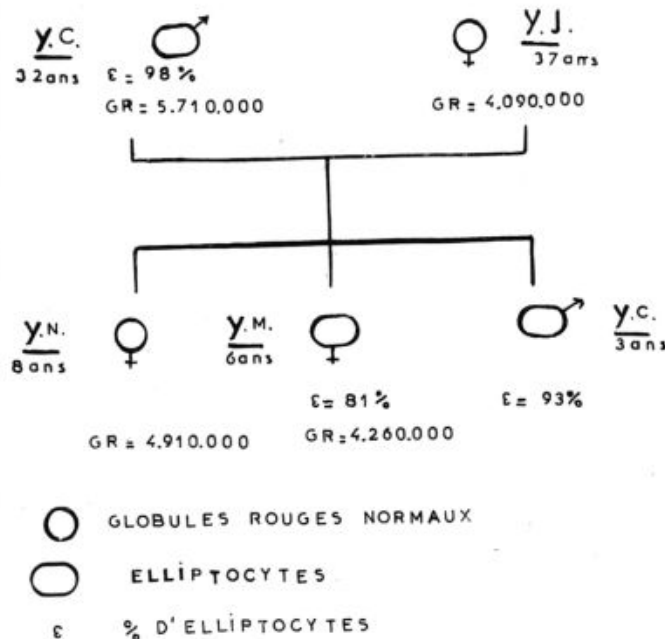 Y.C.
32ans
ε= 98%
GR= 5.710.000
Y.J.
37ans
GR= 4.090.000
Y.N.
8ans
GR= 4.910.000
Y.M.
6ans
ε= 81%
GR= 4.260.000
Y.C.
3ans
ε= 93%
GLOBULES ROUGES NORMAUX
ELLIPTOCYTES
ε % D'ELLIPTOCYTES